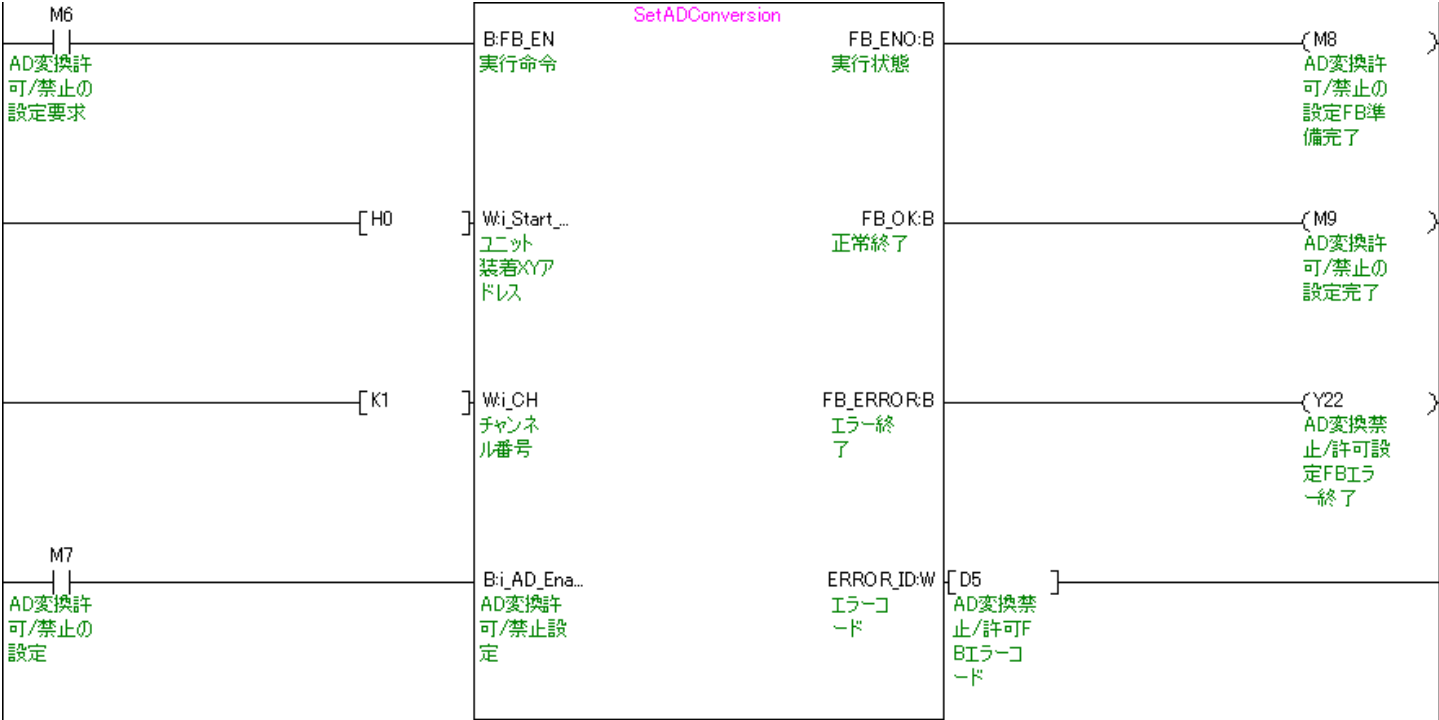 SetADConversion
M6
AD変換許
可/禁止の
設定要求
B:FB_EN
実行命令
FB_ENO:B
実行状態
M8
AD変換許
可/禁止の
設定FB準
備完了
H0
W:i_Start_...
ユニット
装着XYア
ドレス
FB_OK:B
正常終了
M9
AD変換許
可/禁止の
設定完了
K1
W:i_CH
チャンネ
ル番号
FB_ERROR:B
エラー終
了
Y22
AD変換禁
止/許可設
定FBエラ
ー終了
M7
AD変換許
可/禁止の
設定
B:i_AD_Ena...
AD変換許
可/禁止設
定
ERROR_ID:W
エラーコ
ード
D5
AD変換禁
止/許可F
Bエラーコ
ード